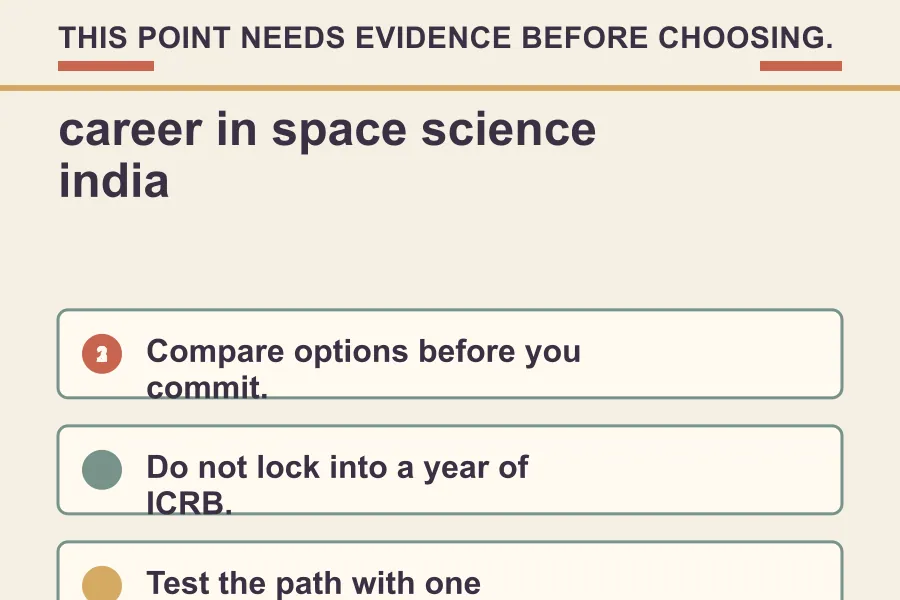 THIS POINT NEEDS EVIDENCE BEFORE CHOOSING.
career in space science
india
Compare options before you
commit.
Do not lock into a year of
ICRB.
Test the path with one